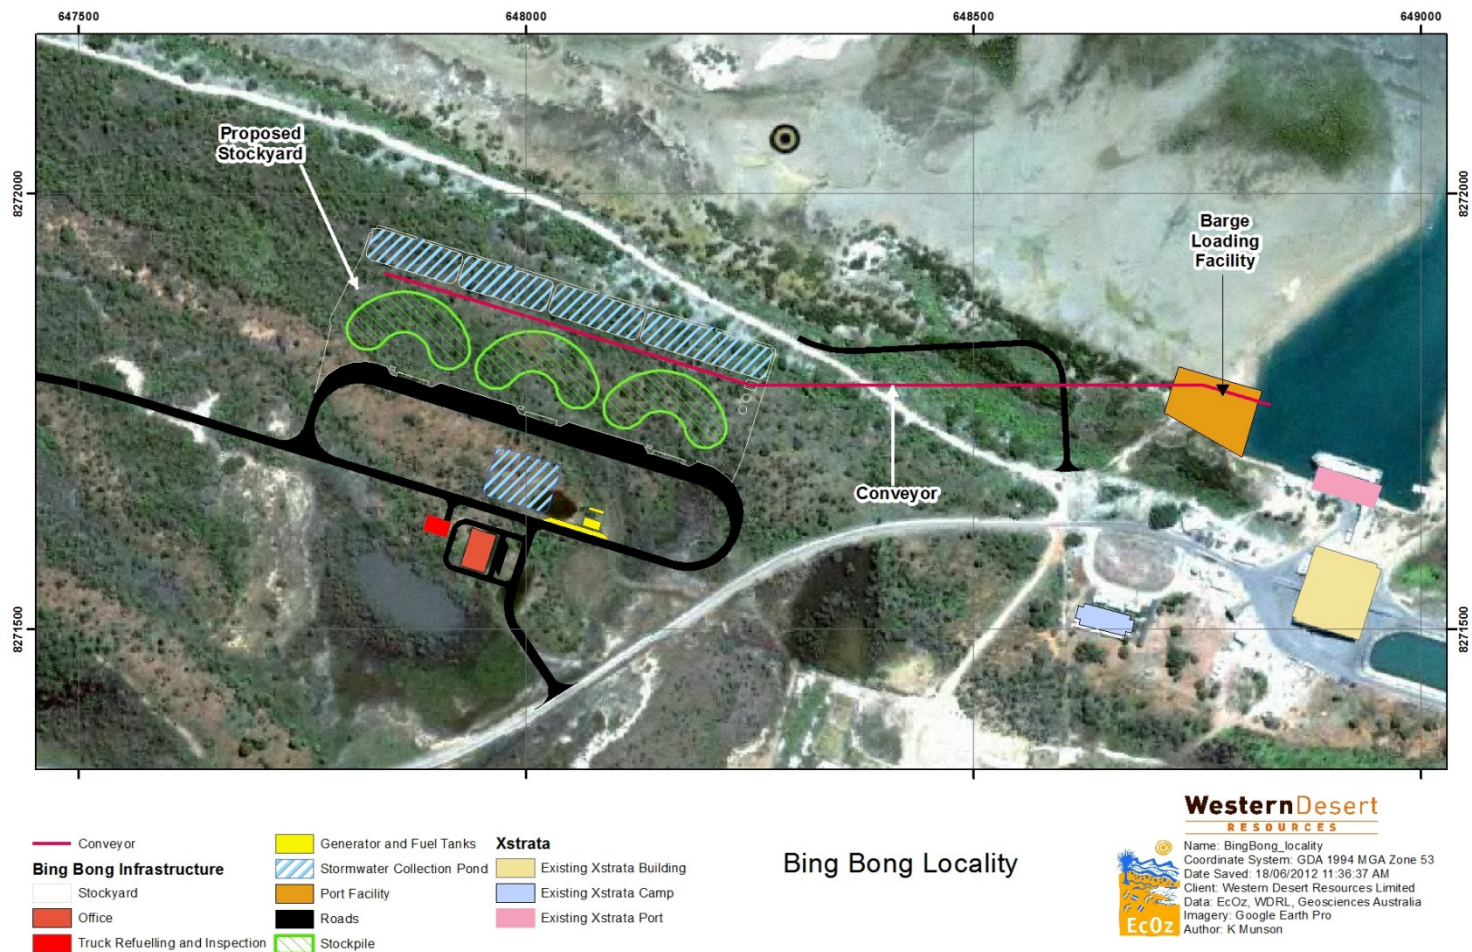 647500
648000
648500
649000
8272000
8272000
Proposed
Stockyard
Barge
Loading
Facility
Conveyor
8271500
8271500
Conveyor
Bing Bong Infrastructure
Stockyard
Office
Truck Refuelling and Inspection
Generator and Fuel Tanks
Stormwater Collection Pond
Port Facility
Roads
Stockpile
Xstrata
Existing Xstrata Building
Existing Xstrata Camp
Existing Xstrata Port
Bing Bong Locality
WesternDesert
RESOURCES
Name: BingBong_locality
Coordinate System: GDA 1994 MGA Zone 53
Date Saved: 18/06/2012 11:36:37 AM
Client: Western Desert Resources Limited
Data: EcOz, WDRL, Geosciences Australia
Imagery: Google Earth Pro
Author: K Munson
EcOz